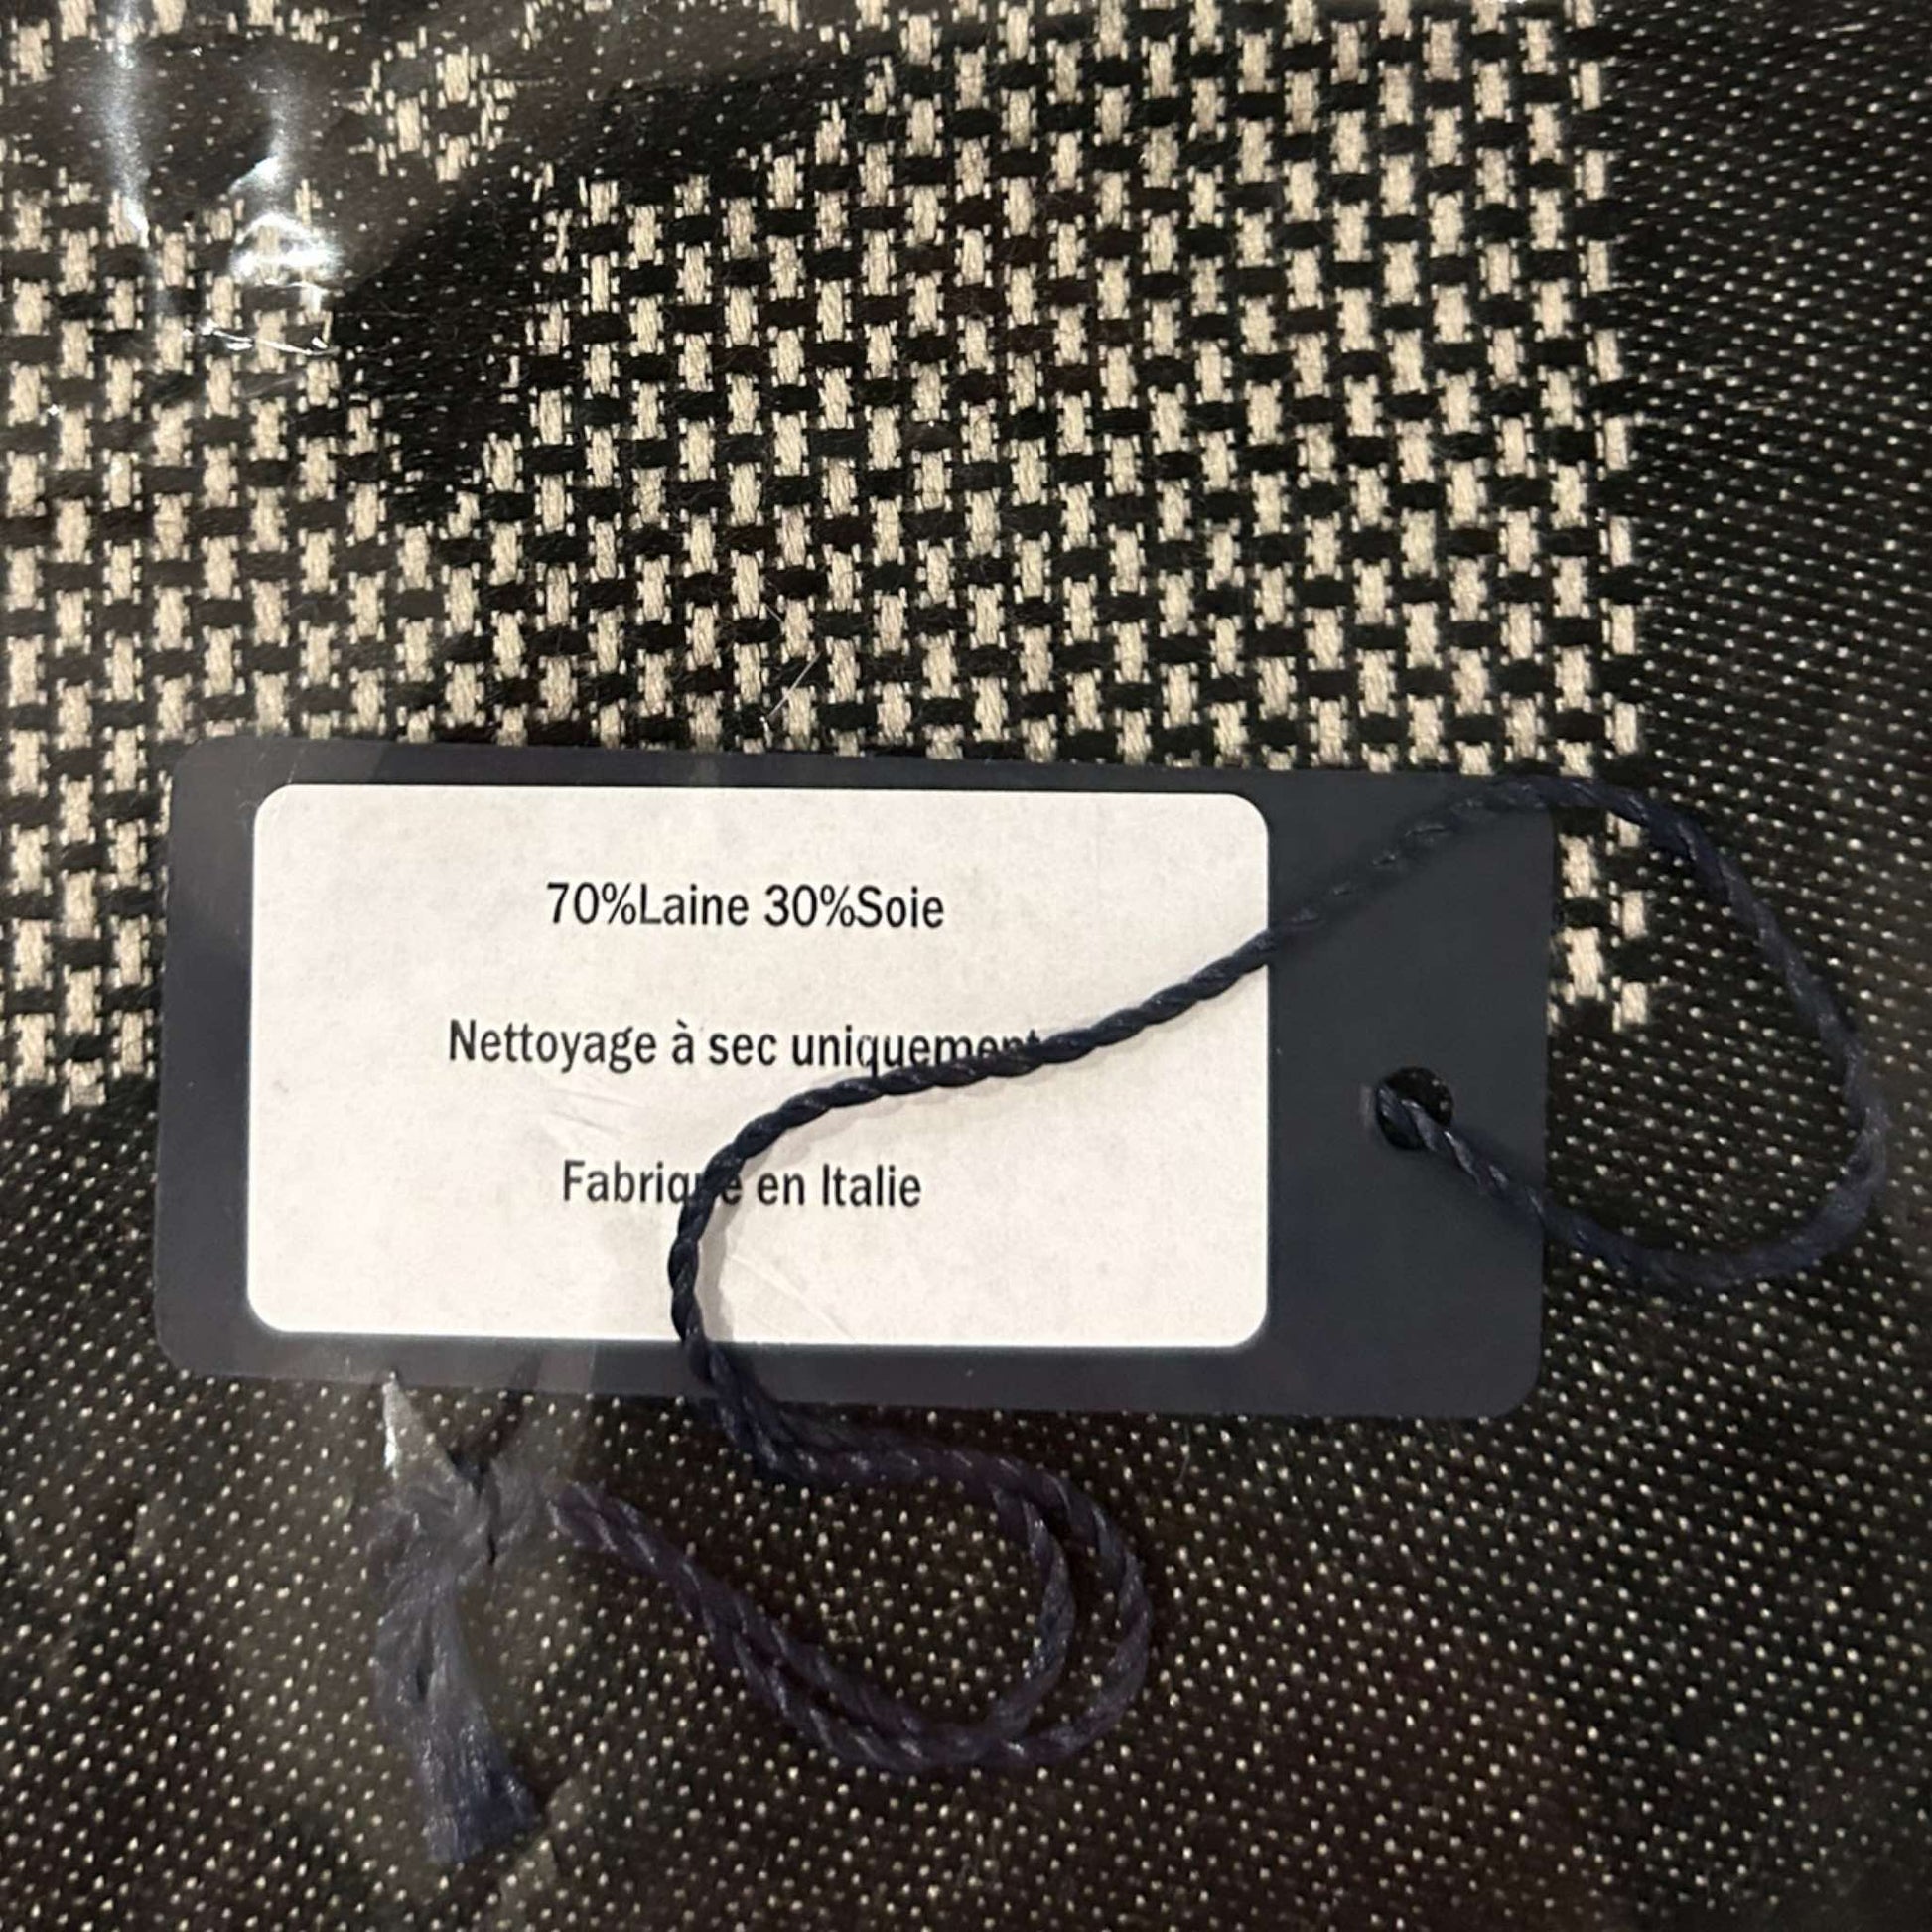 70%Laine 30%Soie
Nettoyage à sec uniquement
Fabriqué en Italie